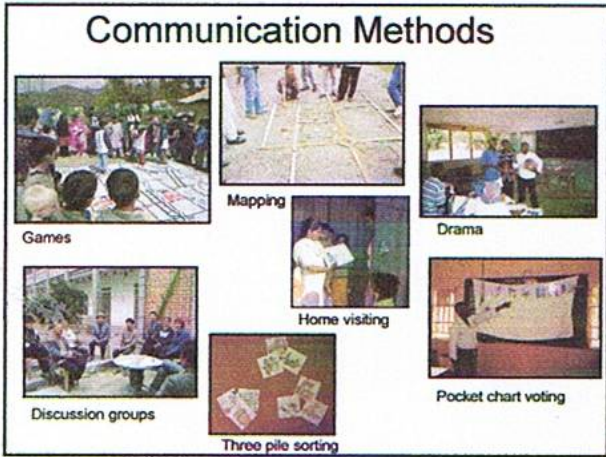 Communication Methods
Games
Mapping
Drama
Home visiting
Discussion groups
Three pile sorting
Pocket chart voting